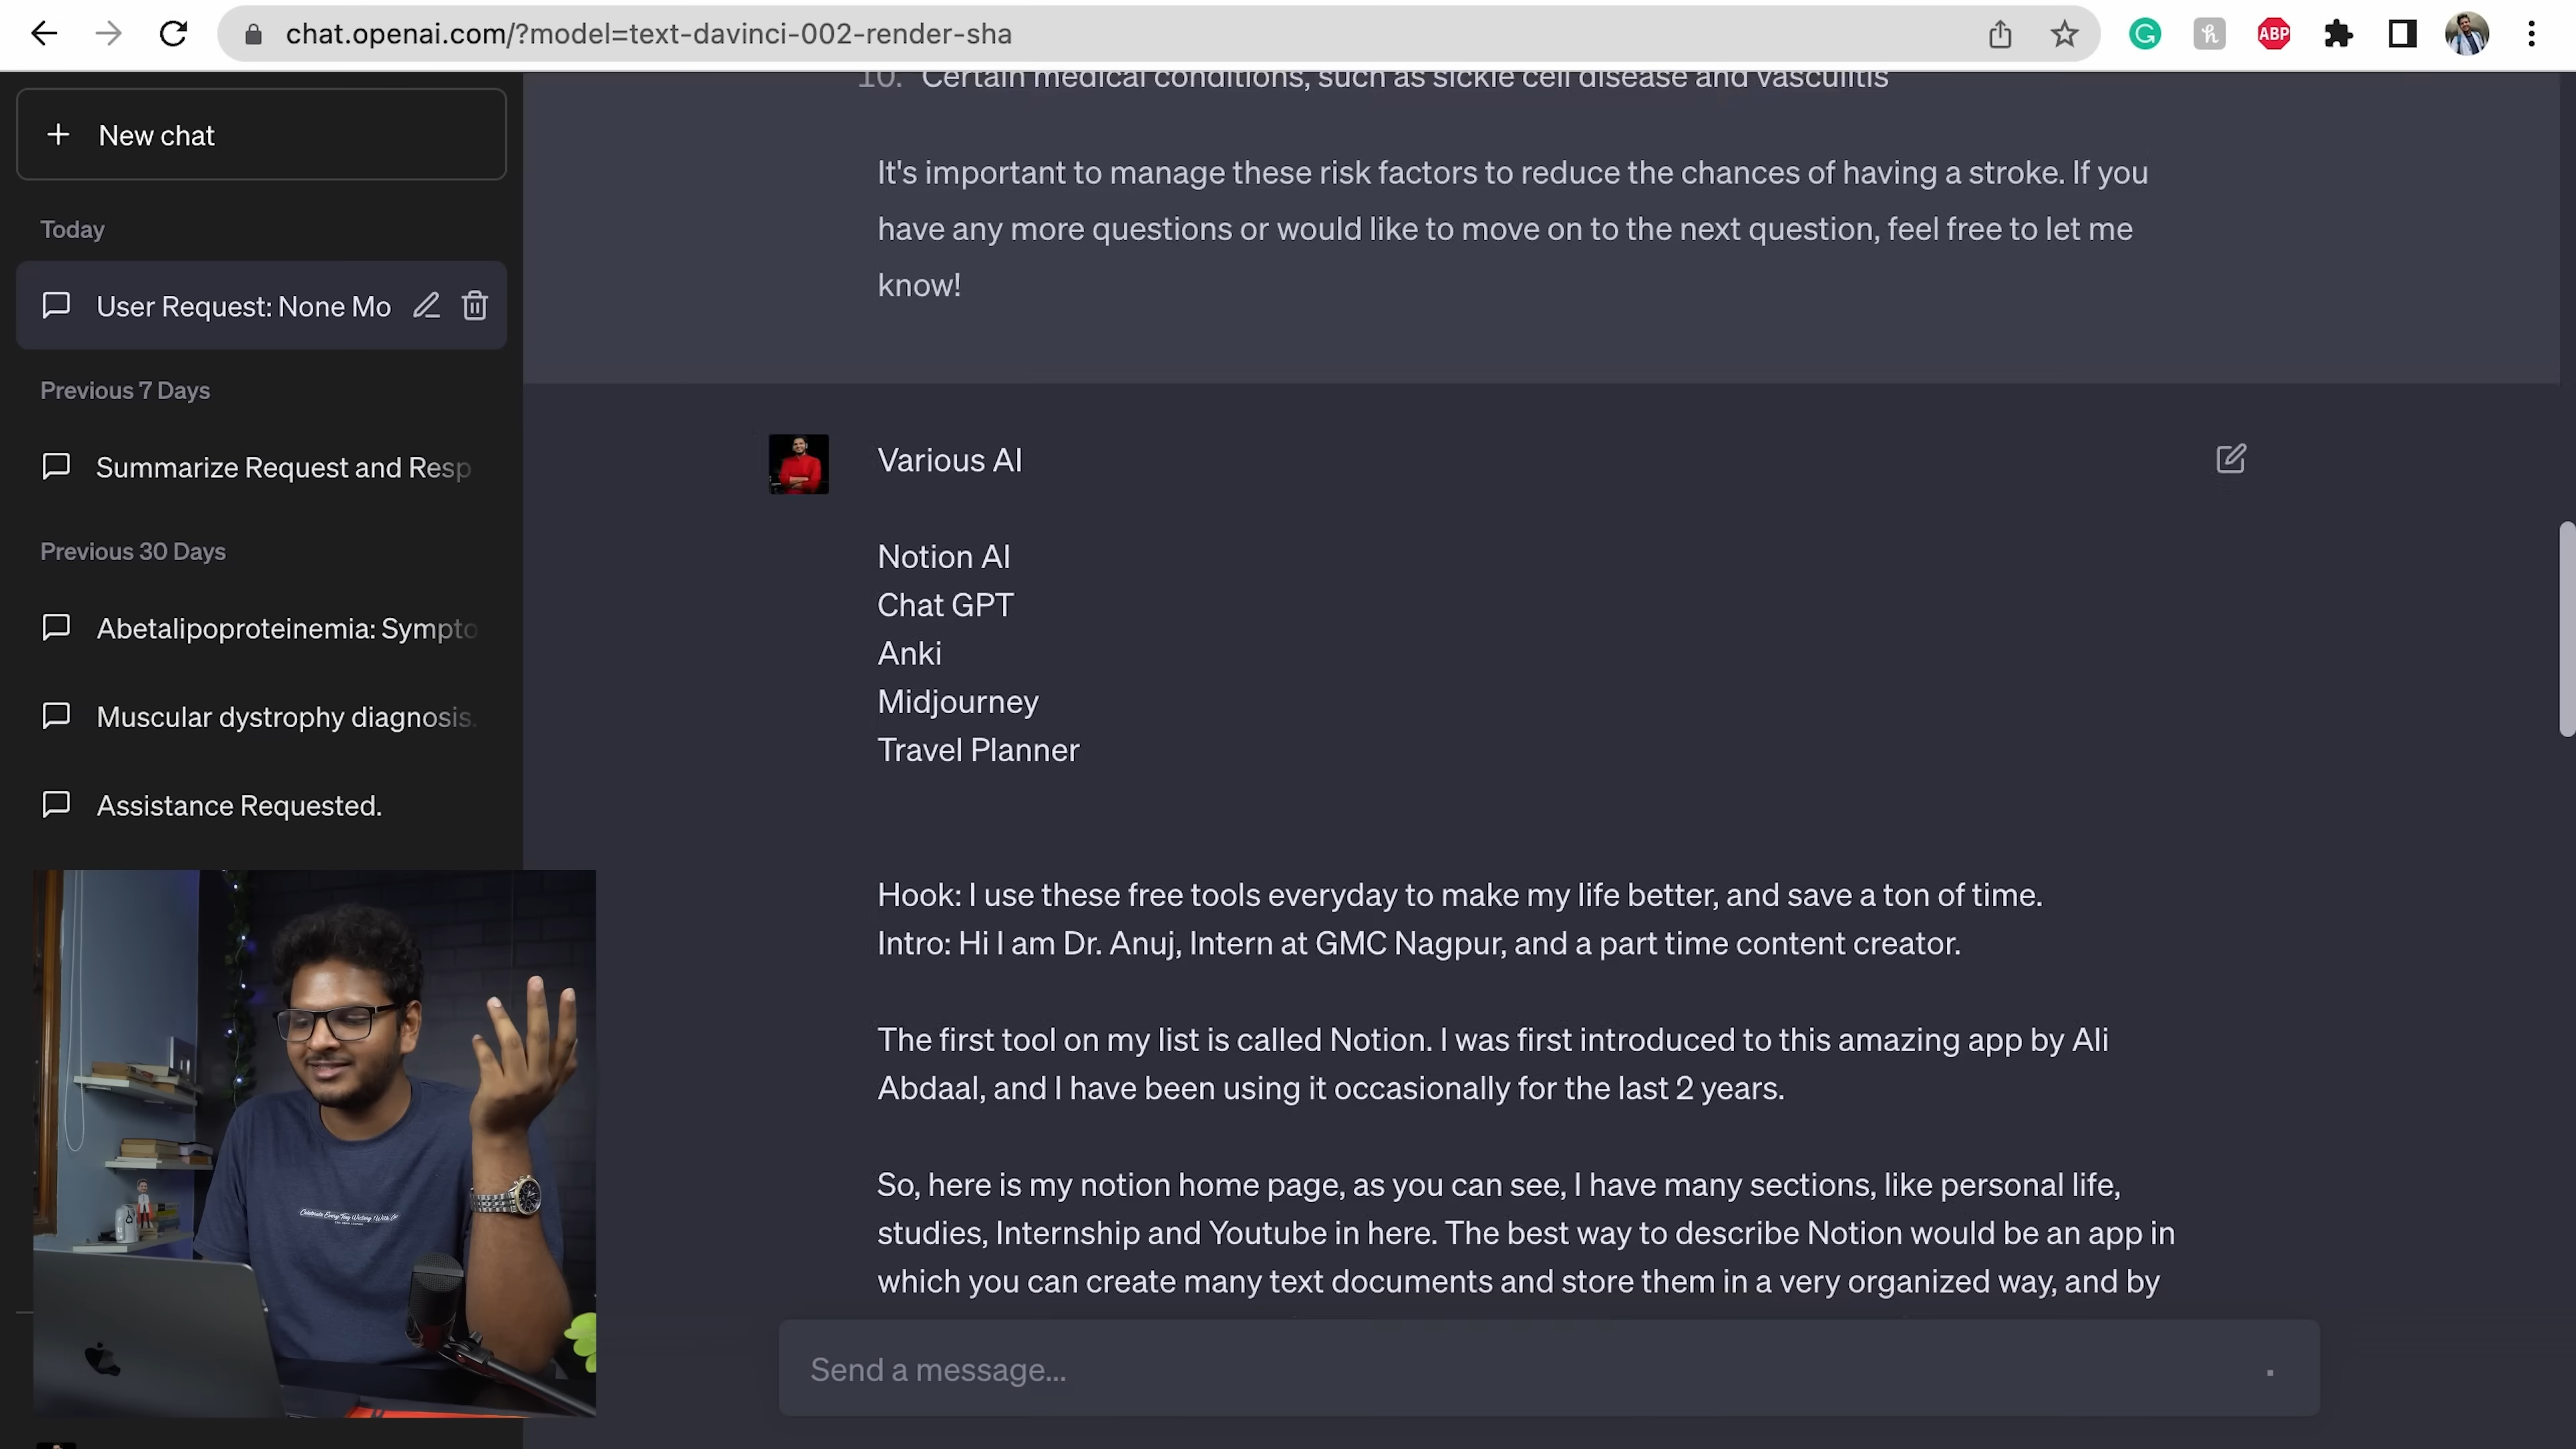 chat.openai.com/?model=text-davinci-002-render-sha
ABP
New chat
Today
User Request: None Mo
Previous 7 Days
Summarize Request and Resp
Previous 30 Days
Abetalipoproteinemia: Sympto
Muscular dystrophy diagnosis.
Assistance Requested.
10. Certain medical conditions, such as sickle cell disease and vasculitis
It's important to manage these risk factors to reduce the chances of having a stroke. If you
have any more questions or would like to move on to the next question, feel free to let me
know!
Various AI
Notion AI
Chat GPT
Anki
Midjourney
Travel Planner
Hook: I use these free tools everyday to make my life better, and save a ton of time.
Intro: Hi I am Dr. Anuj, Intern at GMC Nagpur, and a part time content creator.
The first tool on my list is called Notion. I was first introduced to this amazing app by Ali
Abdaal, and I have been using it occasionally for the last 2 years.
So, here is my notion home page, as you can see, I have many sections, like personal life,
studies, Internship and Youtube in here. The best way to describe Notion would be an app in
which you can create many text documents and store them in a very organized way, and by
Send a message...
Celebrate Every Tiny Victory With